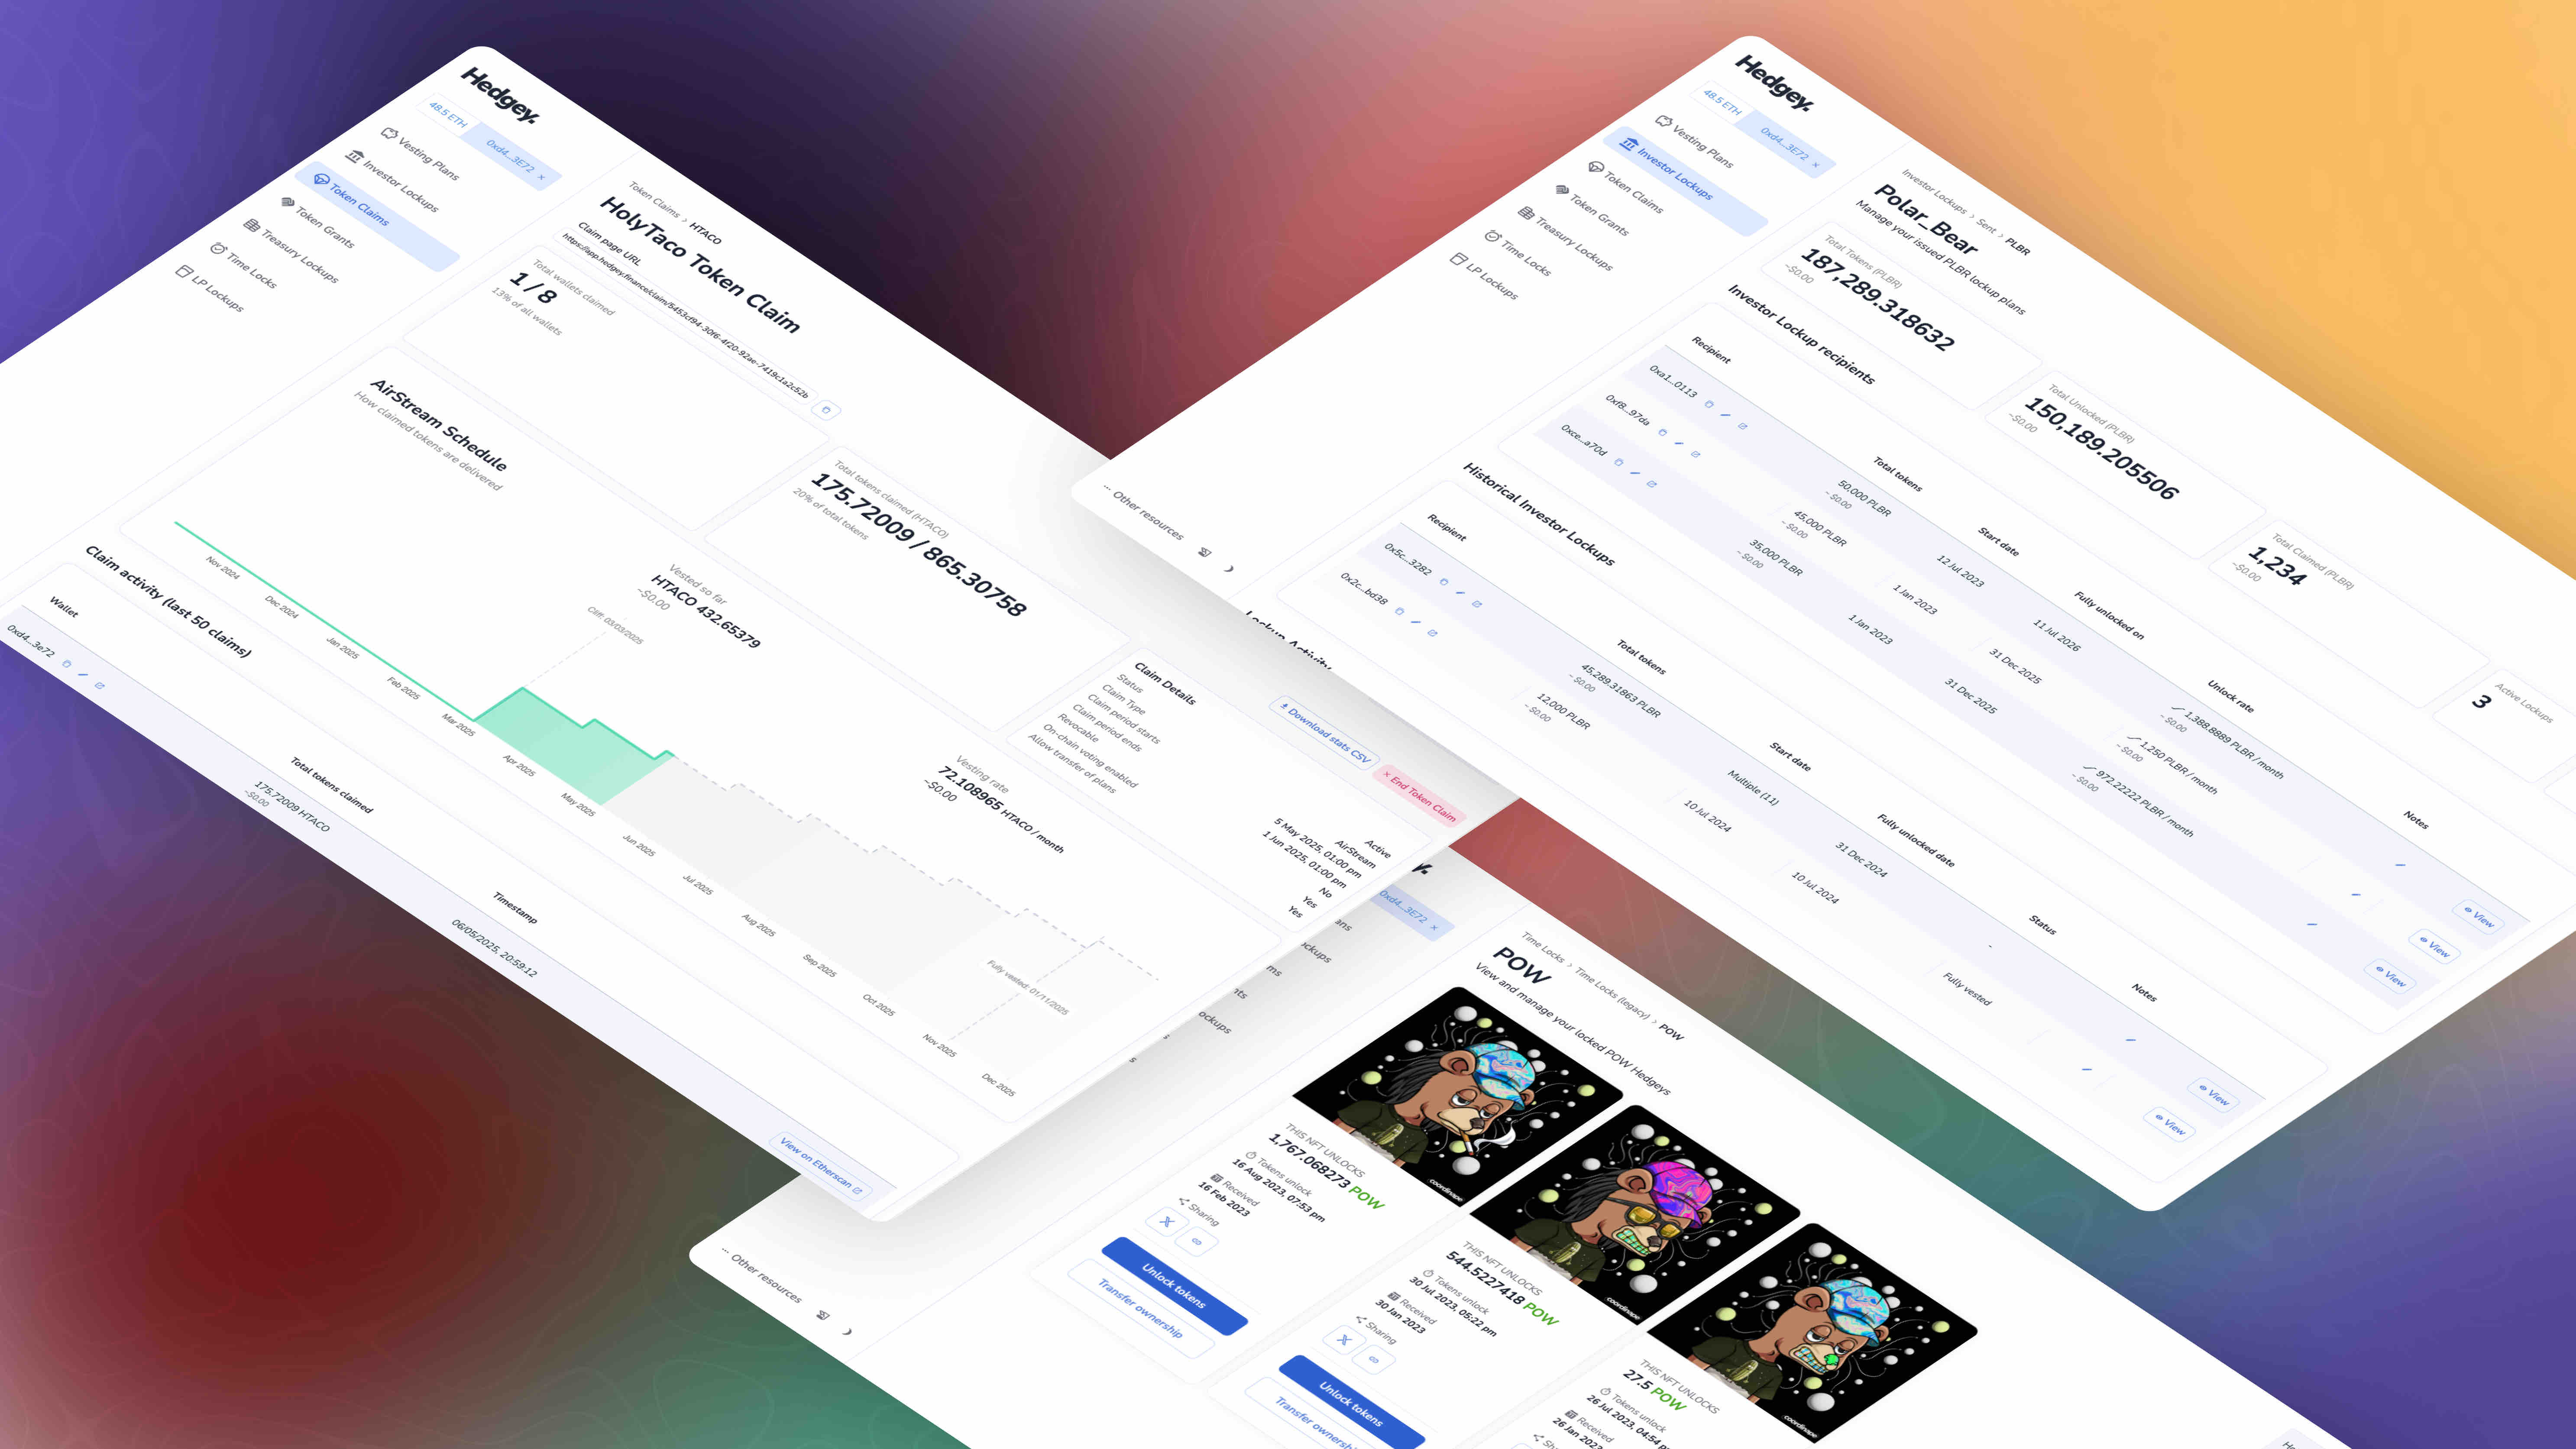 Hedgey.
48.5 ETH
0xd4...3E72 ×
Vesting Plans
Investor Lockups
Token Claims
Token Grants
Treasury Lockups
Time Locks
LP Lockups
Token Claims > HTACO
HolyTaco Token Claim
Claim page URL
https://app.hedgey.finance/claim/5453cf94-30f6-4f20-92ae-7419c1a2c52b
Total wallets claimed
1 / 8
13% of all wallets
Total tokens claimed (HTACO)
175.72009 / 865.30758
20% of total tokens
Download stats CSV
× End Token Claim
AirStream Schedule
How claimed tokens are delivered
Vested so far
HTACO 432.65379
~$0.00
Vesting rate
72.108965 HTACO / month
~$0.00
Cliff: 03/03/2025
Fully vested: 01/11/2025
Nov 2024
Dec 2024
Jan 2025
Feb 2025
Mar 2025
Apr 2025
May 2025
Jun 2025
Jul 2025
Aug 2025
Sep 2025
Oct 2025
Nov 2025
Dec 2025
Claim Details
Status Active
Claim Type AirStream
Claim period starts 5 May 2025, 01:00 pm
Claim period ends 1 Jun 2025, 01:00 pm
Revocable No
On-chain voting enabled Yes
Allow transfer of plans Yes
Claim activity (last 50 claims)
Wallet Total tokens claimed Timestamp
0xd4...3e72 175.72009 HTACO 06/05/2025, 20:59:12 View on Etherscan
~$0.00
Hedgey.
48.5 ETH
0xd4...3E72 ×
Vesting Plans
Investor Lockups
Token Claims
Token Grants
Treasury Lockups
Time Locks
LP Lockups
... Other resources
Investor Lockups > Sent > PLBR
Polar_Bear
Manage your issued PLBR lockup plans
Total Tokens (PLBR)
187,289.318632
~$0.00
Total Unlocked (PLBR)
150,189.205506
~$0.00
Total Claimed (PLBR)
1,234
~$0.00
Active Lockups
3
Investor Lockup recipients
Recipient Total tokens Start date Fully unlocked on Unlock rate Notes
0xa1...0113 50,000 PLBR 12 Jul 2023 11 Jul 2026 1,388.8889 PLBR / month – View
~ $0.00 ~ $0.00
0xf8...97da 45,000 PLBR 1 Jan 2023 31 Dec 2025 1,250 PLBR / month – View
~ $0.00 ~ $0.00
0xce...a70d 35,000 PLBR 1 Jan 2023 31 Dec 2025 972.22222 PLBR / month – View
~ $0.00 ~ $0.00
Historical Investor Lockups
Recipient Total tokens Start date Fully unlocked date Status Notes
0x5c...3282 45,289.31863 PLBR Multiple (11) 31 Dec 2024 - – View
~ $0.00
0x2c...bd38 12,000 PLBR 10 Jul 2024 10 Jul 2024 Fully vested – View
~ $0.00
Lockup Activity
y.
0xd4...3E72 ×
ans
ockups
ms
nts
ockups
s
s
... Other resources
Time Locks > Time Locks (legacy) > POW
POW
View and manage your locked POW Hedgeys
coordinape
THIS NFT UNLOCKS
1,767.068273 POW
Tokens unlock
16 Aug 2023, 07:53 pm
Received
16 Feb 2023
Sharing
Unlock tokens
Transfer ownership
coordinape
THIS NFT UNLOCKS
544.5227418 POW
Tokens unlock
30 Jul 2023, 05:22 pm
Received
30 Jan 2023
Sharing
Unlock tokens
Transfer ownership
coordinape
THIS NFT UNLOCKS
27.5 POW
Tokens unlock
26 Jul 2023, 04:54 p
Received
26 Jan 202